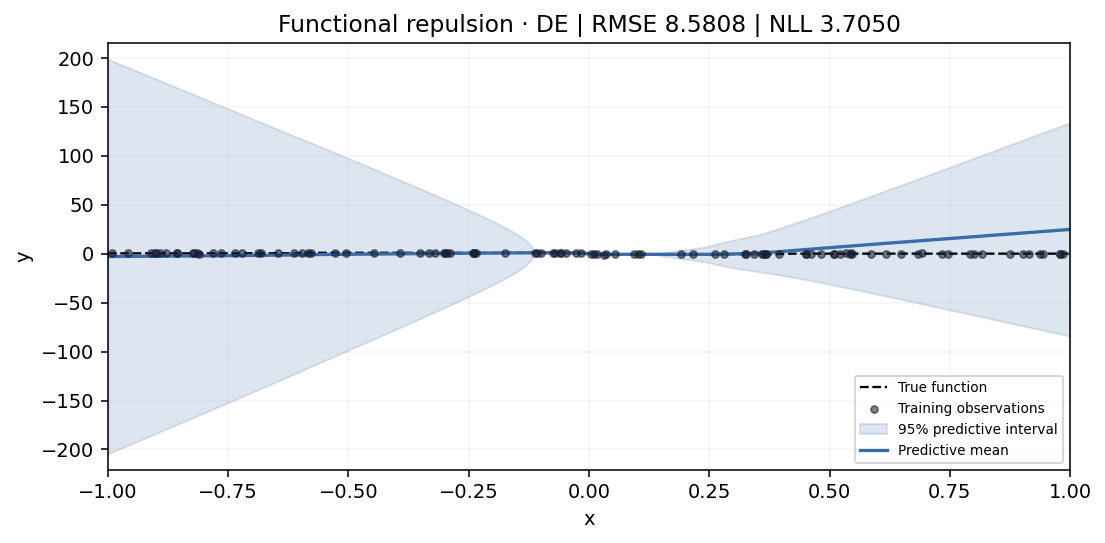 Functional repulsion · DE | RMSE 8.5808 | NLL 3.7050
200
150
100
50
0
−50
−100
−150
−200
y
True function
Training observations
95% predictive interval
Predictive mean
−1.00 −0.75 −0.50 −0.25 0.00 0.25 0.50 0.75 1.00
x